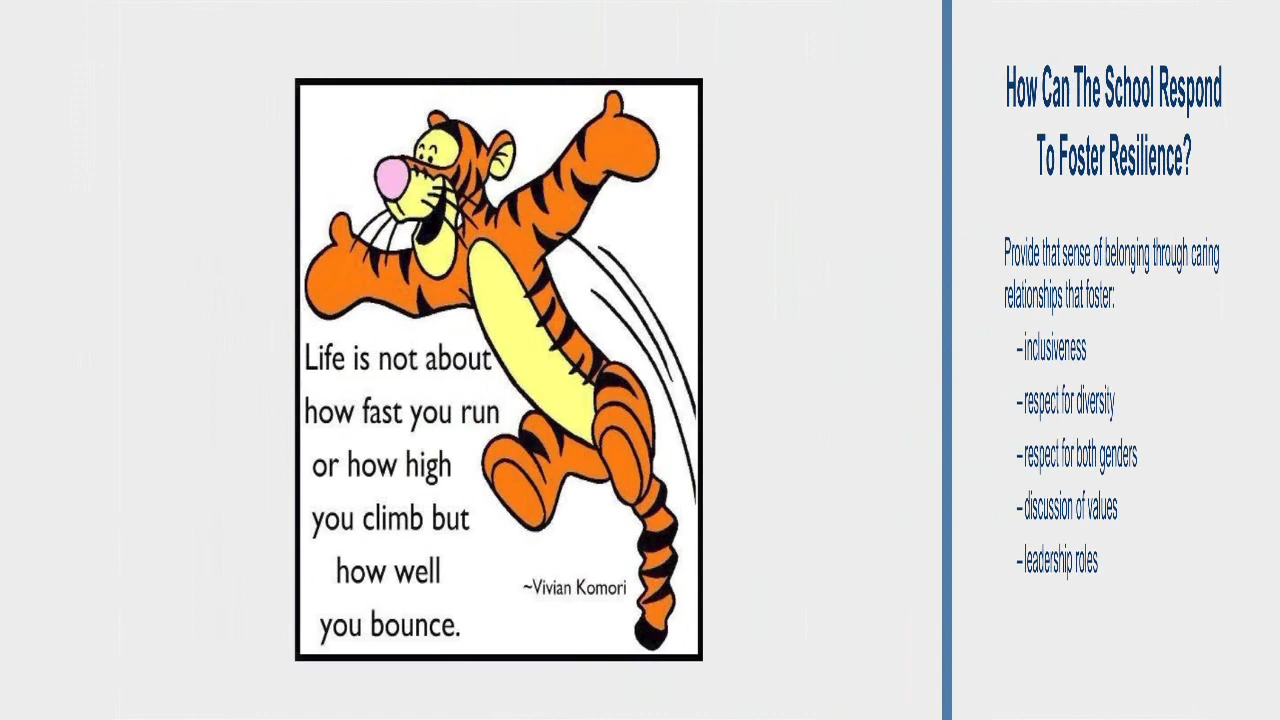 Life is not about
how fast you run
or how high
you climb but
how well
you bounce.
~Vivian Komori
How Can The School Respond
To Foster Resilience?
Provide that sense of belonging through caring
relationships that foster:
–inclusiveness
–respect for diversity
–respect for both genders
–discussion of values
–leadership roles